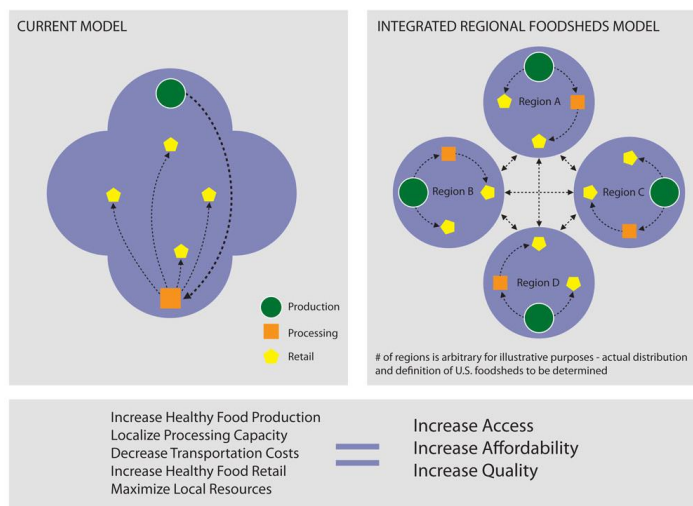 CURRENT MODEL
Production
Processing
Retail
INTEGRATED REGIONAL FOODSHEDS MODEL
Region A
Region B
Region C
Region D
# of regions is arbitrary for illustrative purposes - actual distribution
and definition of U.S. foodsheds to be determined
Increase Healthy Food Production
Localize Processing Capacity
Decrease Transportation Costs
Increase Healthy Food Retail
Maximize Local Resources
Increase Access
Increase Affordability
Increase Quality